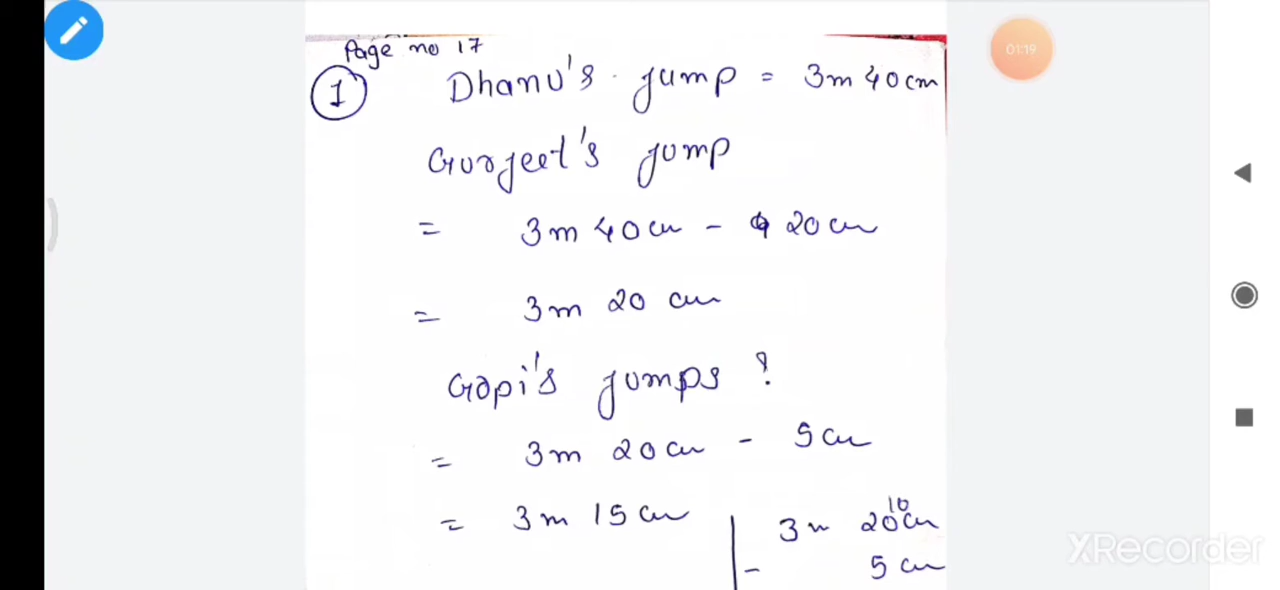 Page no 17
01:19
1 Dhanu's jump = 3m 40cm
Gurjeet's jump
= 3m 40cm - 20cm
= 3m 20 cm
Gopi's jumps ?
= 3m 20cm - 5cm
= 3m 15cm
10
3m 20cm
- 5cm
XRecorder